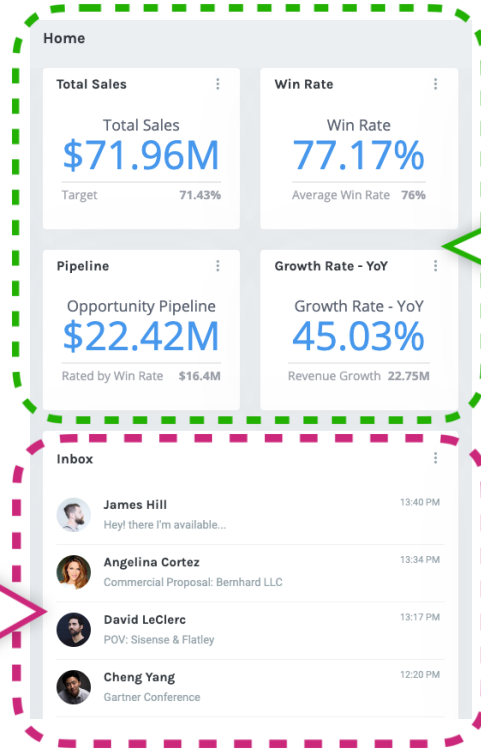 Home
Total Sales
Total Sales
$71.96M
Target 71.43%
Win Rate
Win Rate
77.17%
Average Win Rate 76%
Pipeline
Opportunity Pipeline
$22.42M
Rated by Win Rate $16.4M
Growth Rate - YoY
Growth Rate - YoY
45.03%
Revenue Growth 22.75M
Inbox
James Hill 13:40 PM
Hey! there I'm available...
Angelina Cortez 13:34 PM
Commercial Proposal: Bernhard LLC
David LeClerc 13:17 PM
POV: Sisense & Flatley
Cheng Yang 12:20 PM
Gartner Conference